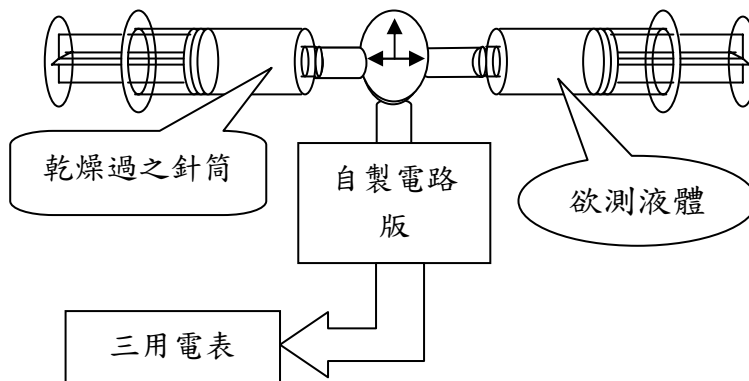 乾燥過之針筒
自製電路
版
欲測液體
三用電表